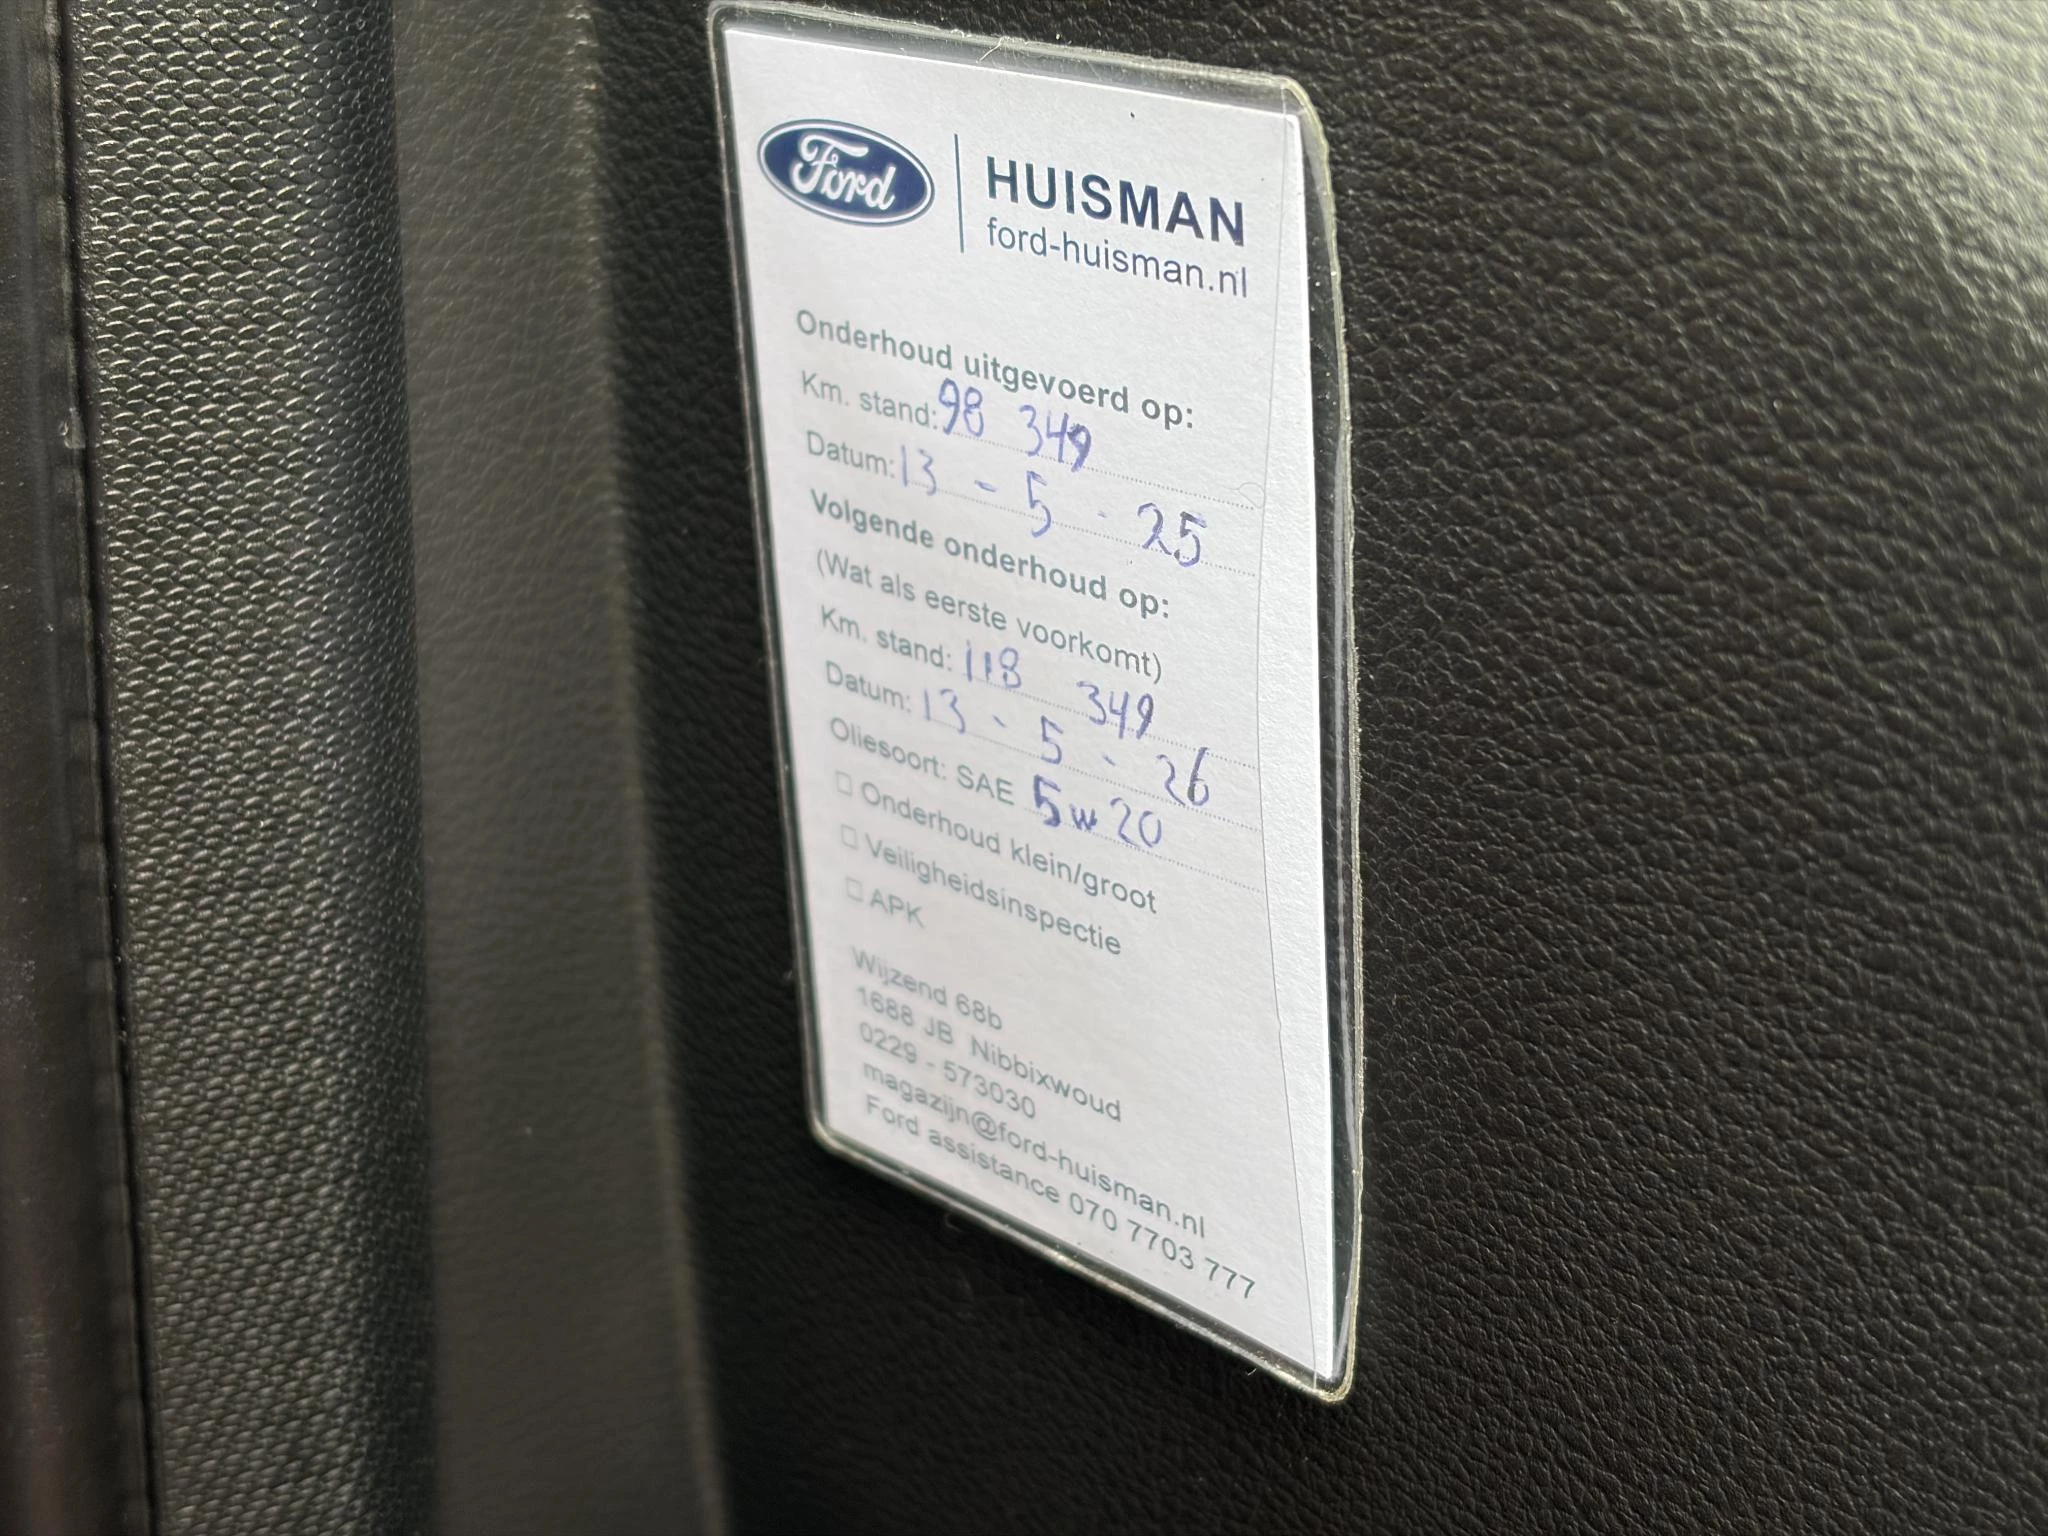 Ford
HUISMAN
ford-huisman.nl
Onderhoud uitgevoerd op:
Km. stand: 98 349
Datum: 13 - 5 - 25
Volgende onderhoud op:
(Wat als eerste voorkomt)
Km. stand: 118 349
Datum: 13 - 5 - 26
Oliesoort: SAE 5w20
☐ Onderhoud klein/groot
☐ Veiligheidsinspectie
☐ APK
Wijzend 68b
1688 JB Nibbixwoud
0229 - 573030
magazijn@ford-huisman.nl
Ford assistance 070 7703 777